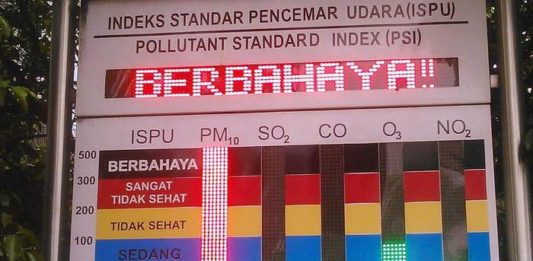 INDEKS STANDAR PENCEMAR UDARA(ISPU)
POLLUTANT STANDARD INDEX (PSI)
BERBAHAYA!!
ISPU PM10 SO2 CO O3 NO2
500
BERBAHAYA
300
SANGAT
TIDAK SEHAT
200
TIDAK SEHAT
100
SEDANG